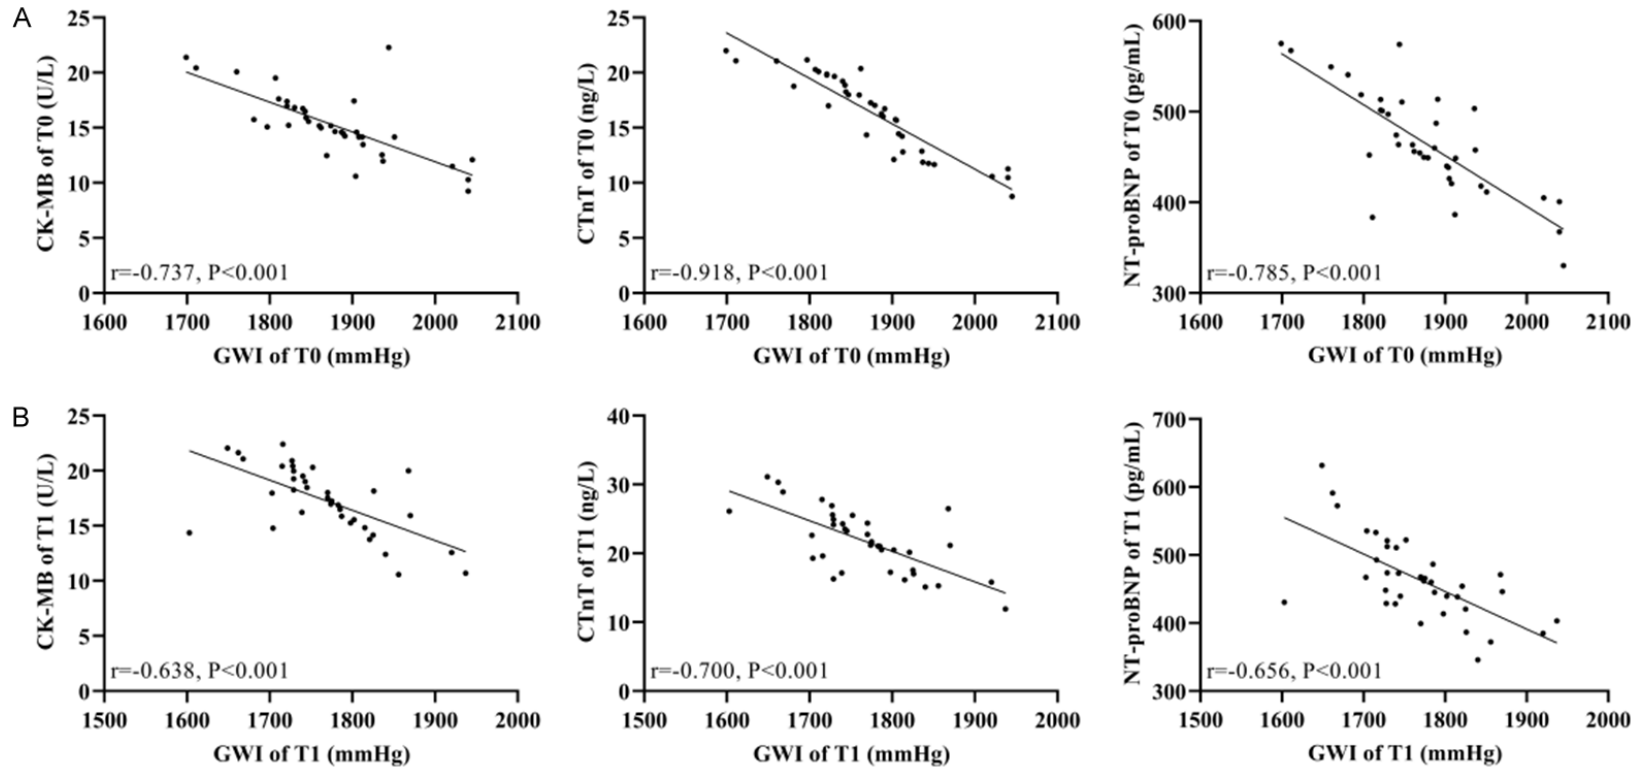 A
CK-MB of T0 (U/L)
25
20
15
10
5
0
r=-0.737, P<0.001
1600 1700 1800 1900 2000 2100
GWI of T0 (mmHg)
CTnT of T0 (ng/L)
25
20
15
10
5
0
r=-0.918, P<0.001
1600 1700 1800 1900 2000 2100
GWI of T0 (mmHg)
NT-proBNP of T0 (pg/mL)
600
500
400
300
r=-0.785, P<0.001
1600 1700 1800 1900 2000 2100
GWI of T0 (mmHg)
B
CK-MB of T1 (U/L)
25
20
15
10
5
0
r=-0.638, P<0.001
1500 1600 1700 1800 1900 2000
GWI of T1 (mmHg)
CTnT of T1 (ng/L)
40
30
20
10
0
r=-0.700, P<0.001
1500 1600 1700 1800 1900 2000
GWI of T1 (mmHg)
NT-proBNP of T1 (pg/mL)
700
600
500
400
300
r=-0.656, P<0.001
1500 1600 1700 1800 1900 2000
GWI of T1 (mmHg)